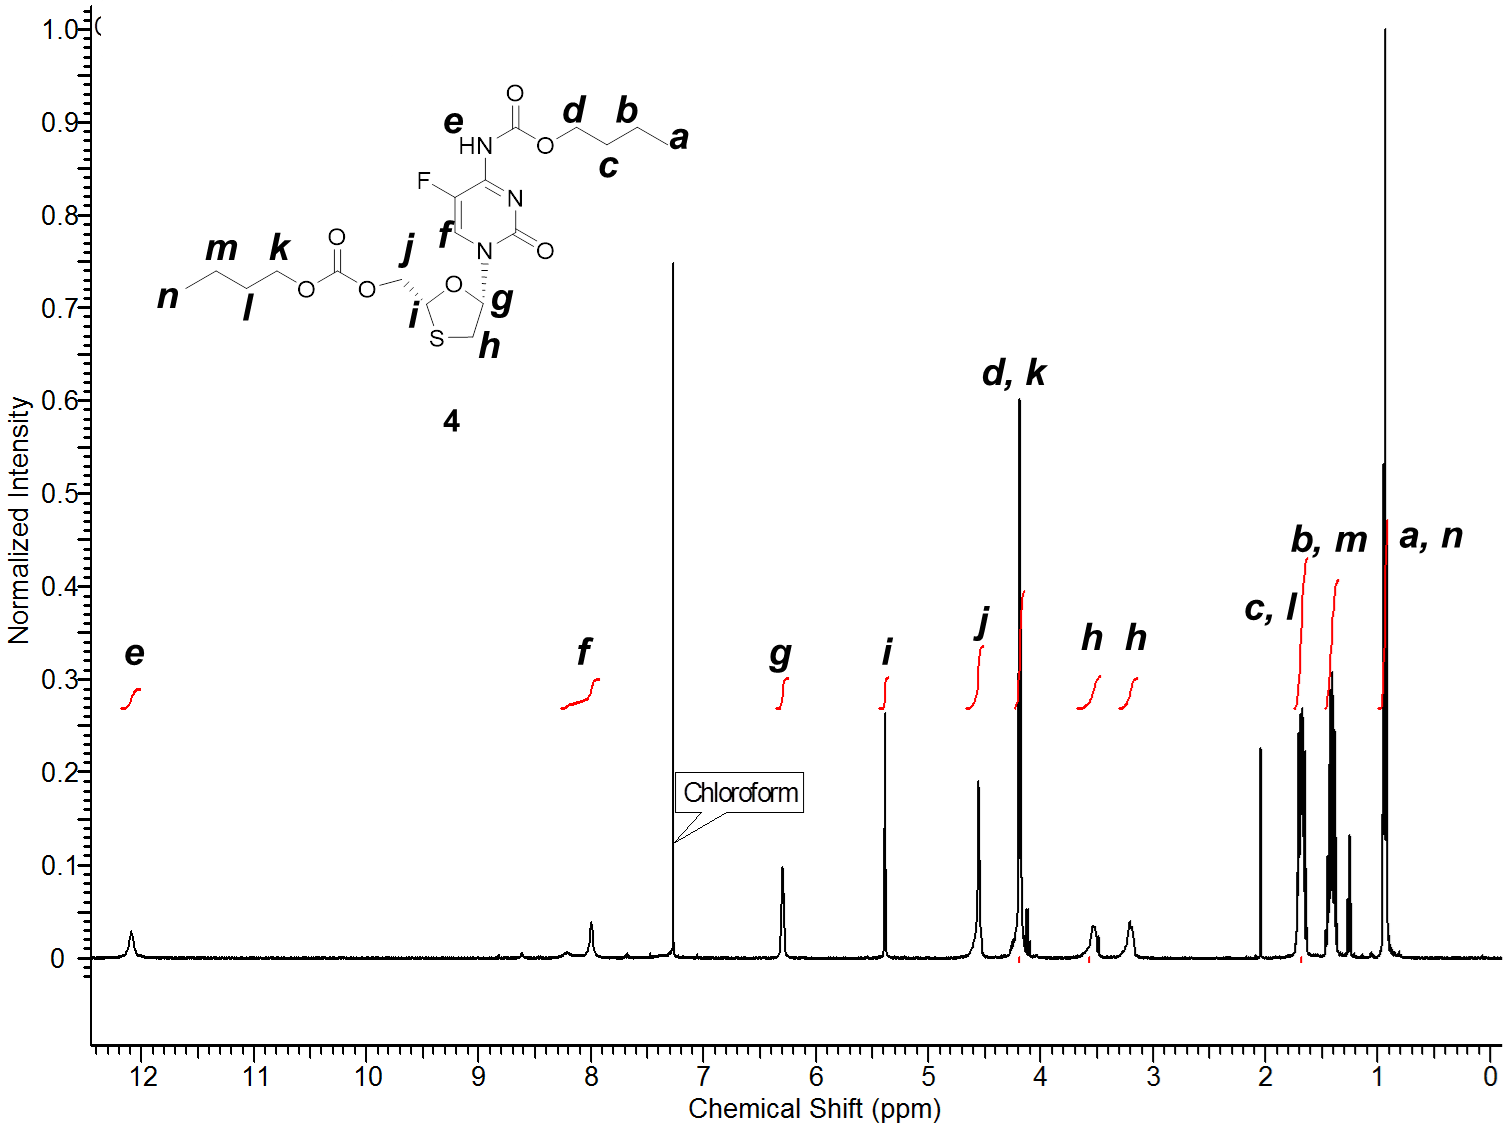 1.0
0.9
0.8
0.7
0.6
0.5
0.4
0.3
0.2
0.1
0
Normalized Intensity
O
e
HN
O
d
b
c
a
F
N
f
N
O
O
m
k
j
n
l
O
O
O
g
i
S
h
4
d, k
b, m
a, n
c, l
j
h
h
e
f
g
i
Chloroform
12 11 10 9 8 7 6 5 4 3 2 1 0
Chemical Shift (ppm)